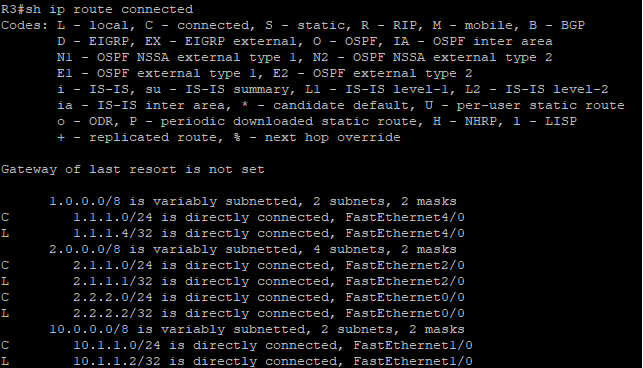 R3#sh ip route connected
Codes: L - local, C - connected, S - static, R - RIP, M - mobile, B - BGP
       D - EIGRP, EX - EIGRP external, O - OSPF, IA - OSPF inter area
       N1 - OSPF NSSA external type 1, N2 - OSPF NSSA external type 2
       E1 - OSPF external type 1, E2 - OSPF external type 2
       i - IS-IS, su - IS-IS summary, L1 - IS-IS level-1, L2 - IS-IS level-2
       ia - IS-IS inter area, * - candidate default, U - per-user static route
       o - ODR, P - periodic downloaded static route, H - NHRP, l - LISP
       + - replicated route, % - next hop override

Gateway of last resort is not set

      1.0.0.0/8 is variably subnetted, 2 subnets, 2 masks
C        1.1.1.0/24 is directly connected, FastEthernet4/0
L        1.1.1.4/32 is directly connected, FastEthernet4/0
      2.0.0.0/8 is variably subnetted, 4 subnets, 2 masks
C        2.1.1.0/24 is directly connected, FastEthernet2/0
L        2.1.1.1/32 is directly connected, FastEthernet2/0
C        2.2.2.0/24 is directly connected, FastEthernet0/0
L        2.2.2.2/32 is directly connected, FastEthernet0/0
      10.0.0.0/8 is variably subnetted, 2 subnets, 2 masks
C        10.1.1.0/24 is directly connected, FastEthernet1/0
L        10.1.1.2/32 is directly connected, FastEthernet1/0